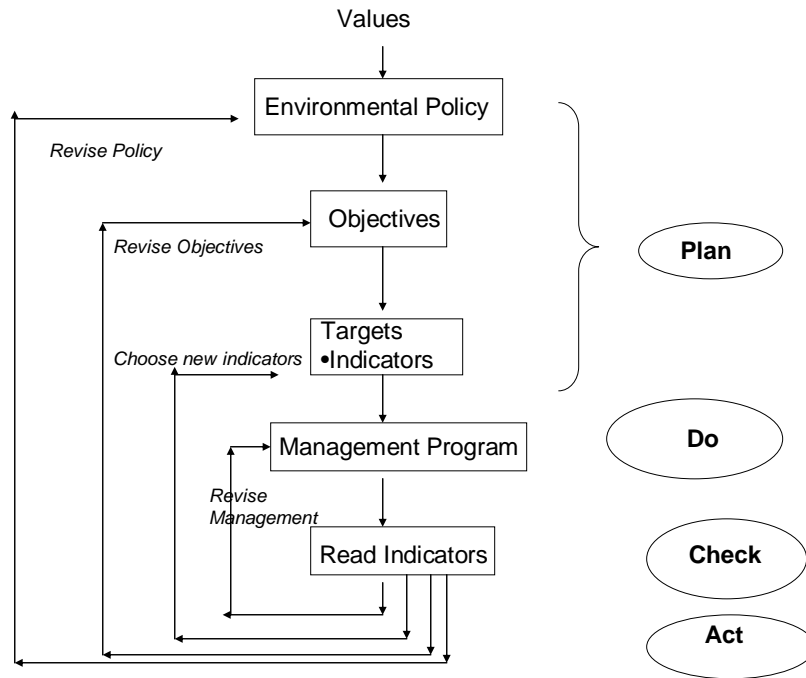 Values
Environmental Policy
Revise Policy
Objectives
Revise Objectives
Plan
Targets
•Indicators
Choose new indicators
Do
Management Program
Revise
Management
Read Indicators
Check
Act